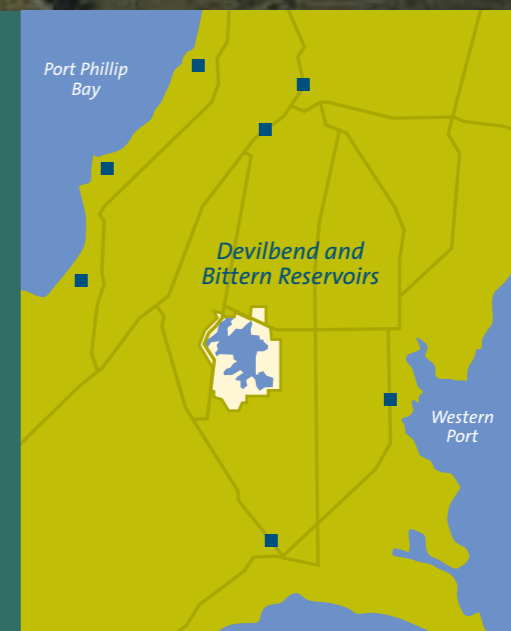 Port Phillip
Bay
Devilbend and
Bittern Reservoirs
Western
Port